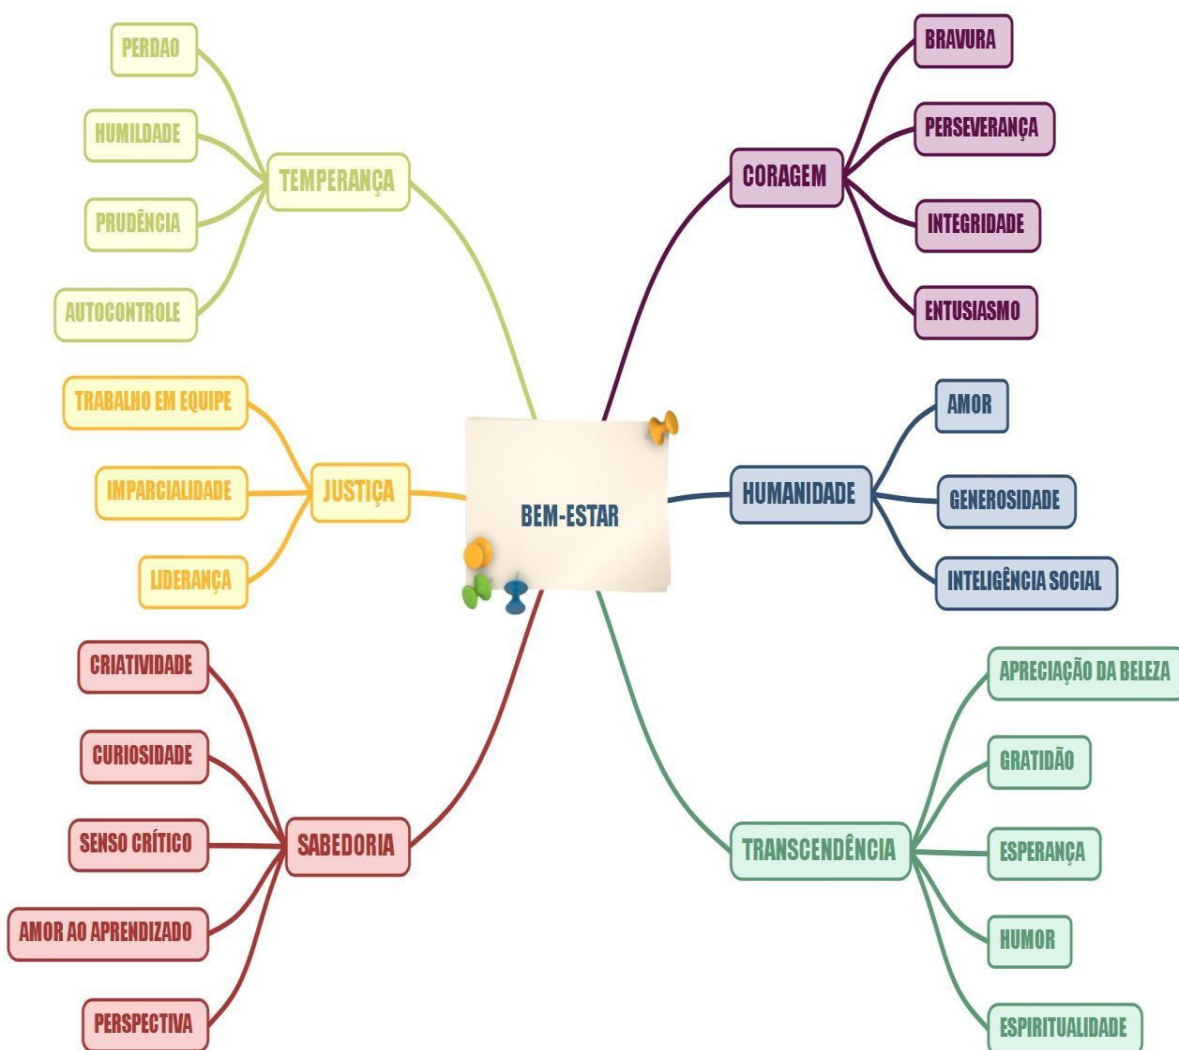 PERDAO
HUMILDADE
TEMPERANÇA
PRUDÊNCIA
AUTOCONTROLE
TRABALHO EM EQUIPE
IMPARCIALIDADE
JUSTIÇA
LIDERANÇA
CRIATIVIDADE
CURIOSIDADE
SENSO CRÍTICO
SABEDORIA
AMOR AO APRENDIZADO
PERSPECTIVA
BEM-ESTAR
BRAVURA
PERSEVERANÇA
CORAGEM
INTEGRIDADE
ENTUSIASMO
AMOR
HUMANIDADE
GENEROSIDADE
INTELIGÊNCIA SOCIAL
APRECIAÇÃO DA BELEZA
GRATIDÃO
TRANSCENDÊNCIA
ESPERANÇA
HUMOR
ESPIRITUALIDADE